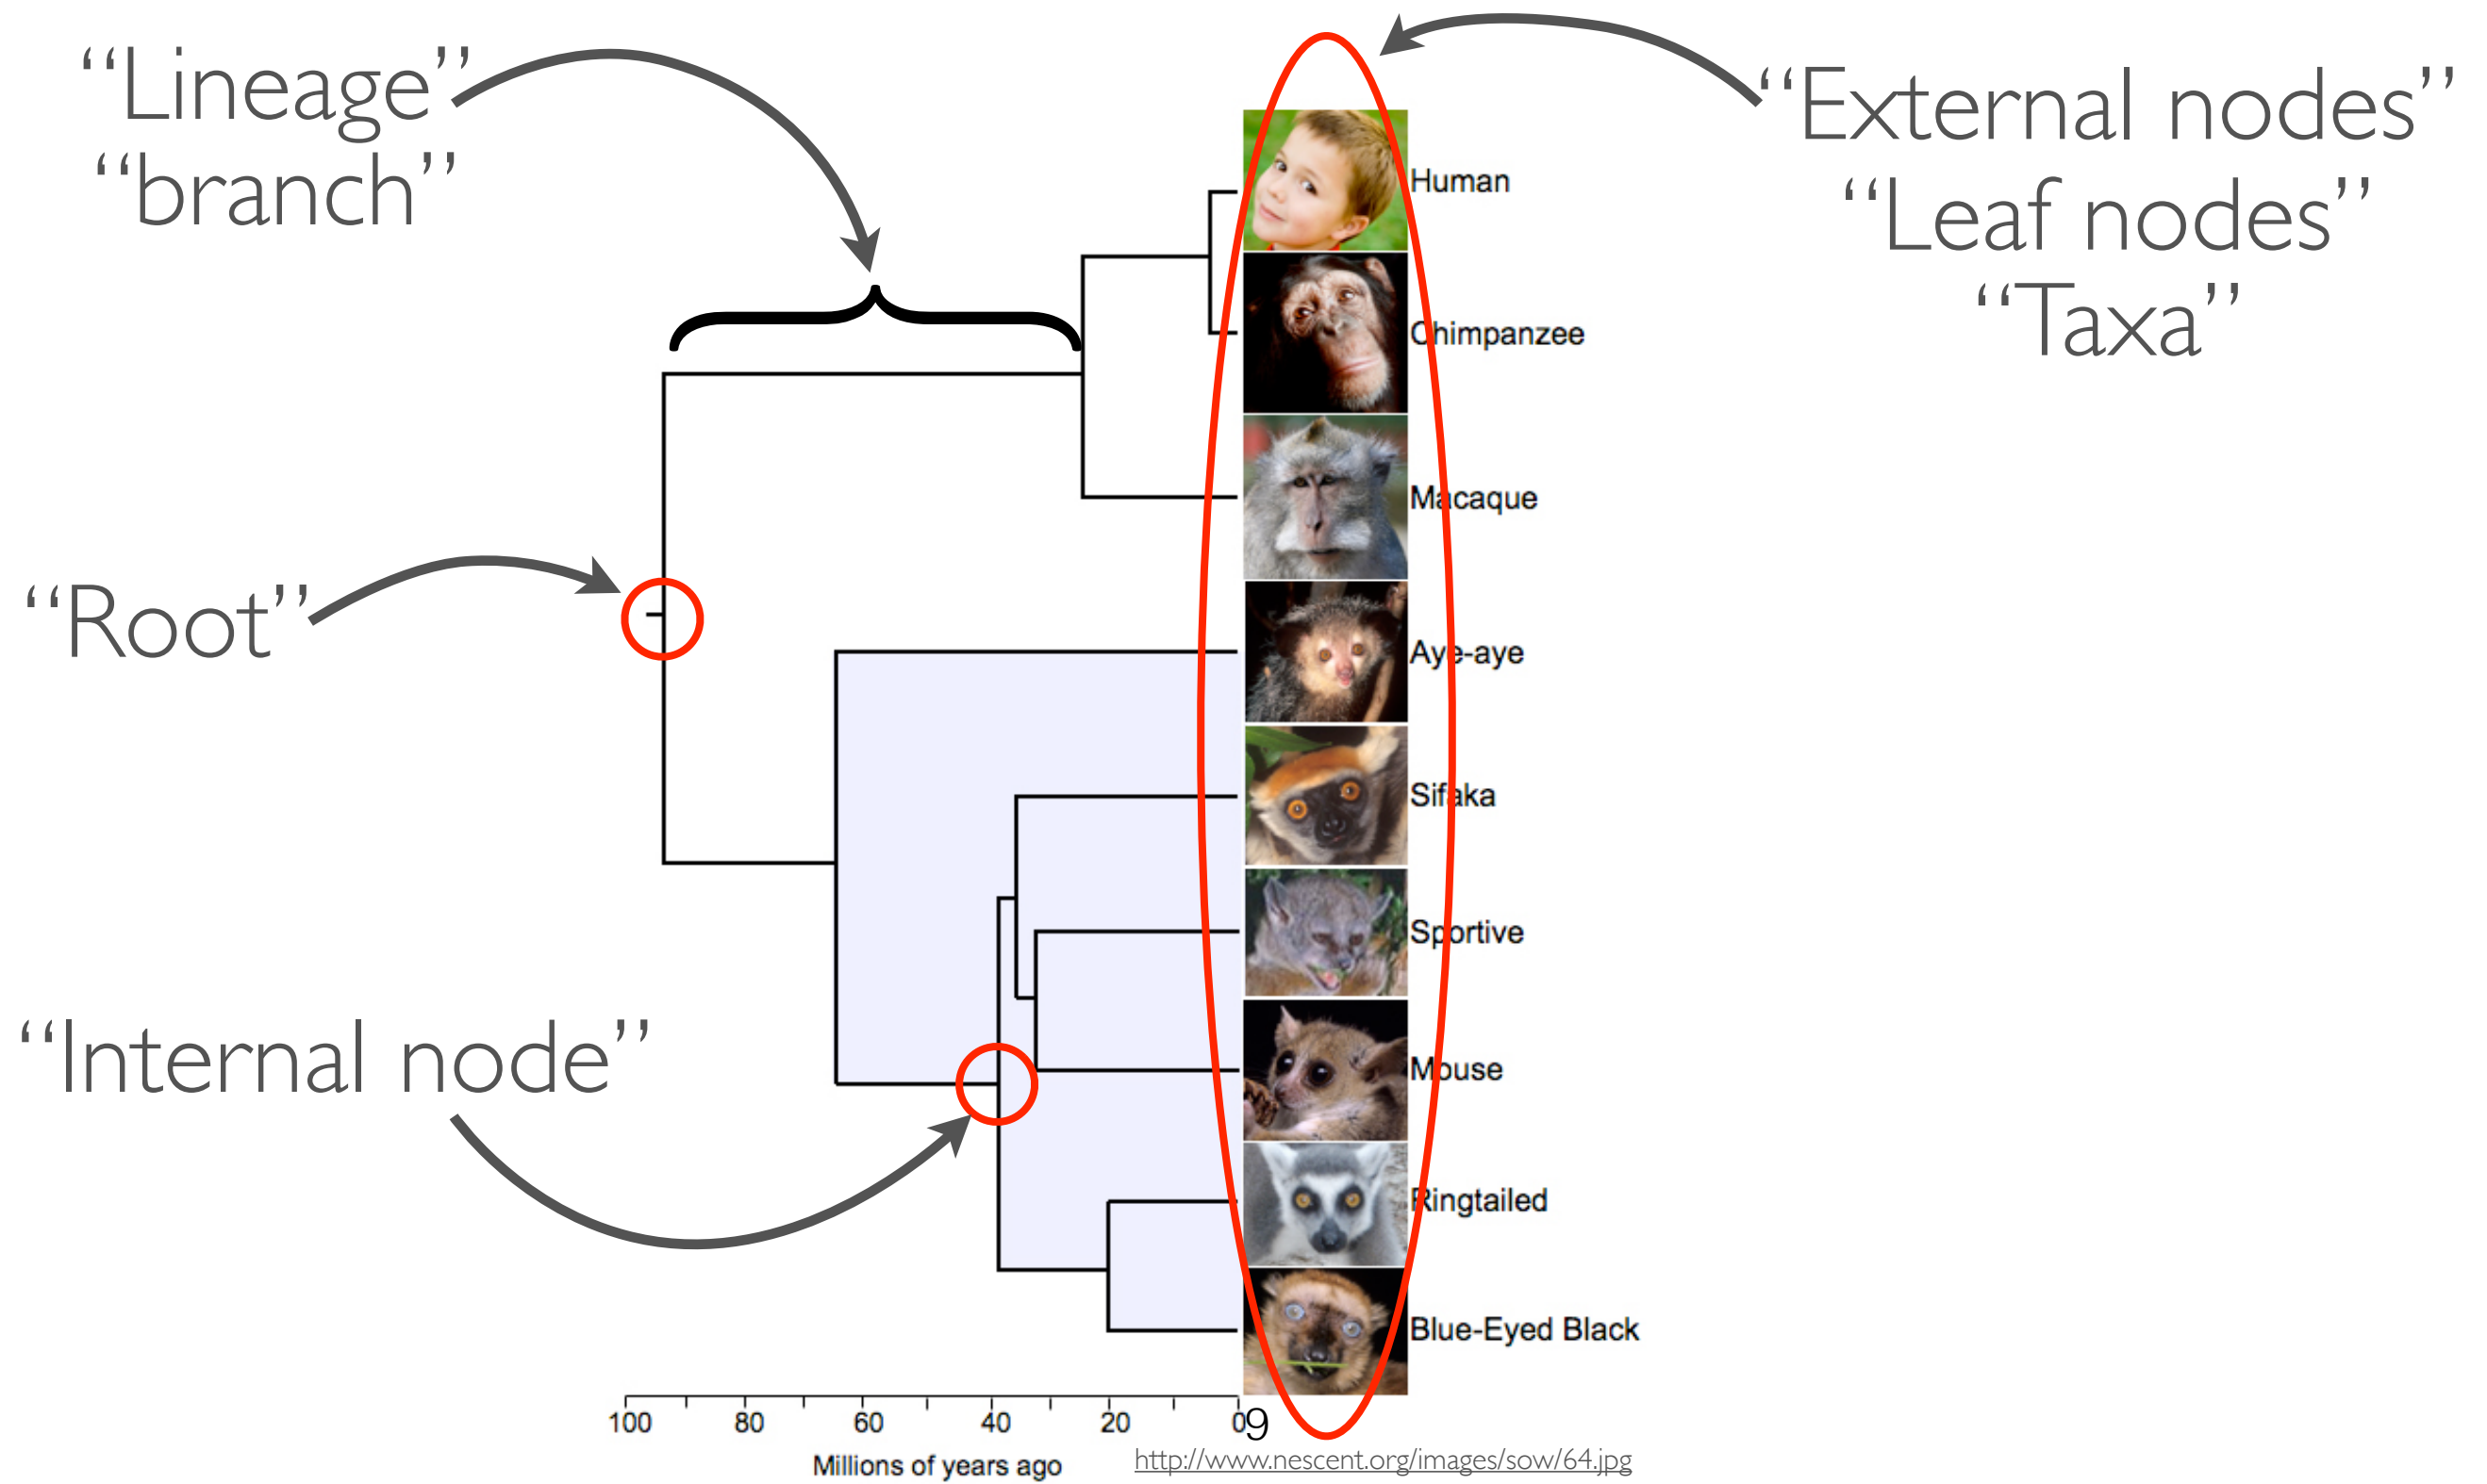 “Lineage”
“branch”
“External nodes”
“Leaf nodes”
“Taxa”
Human
Chimpanzee
Macaque
“Root”
Aye-aye
Sifaka
Sportive
“Internal node”
Mouse
Ringtailed
Blue-Eyed Black
100 80 60 40 20 0
9
Millions of years ago
http://www.nescent.org/images/sow/64.jpg